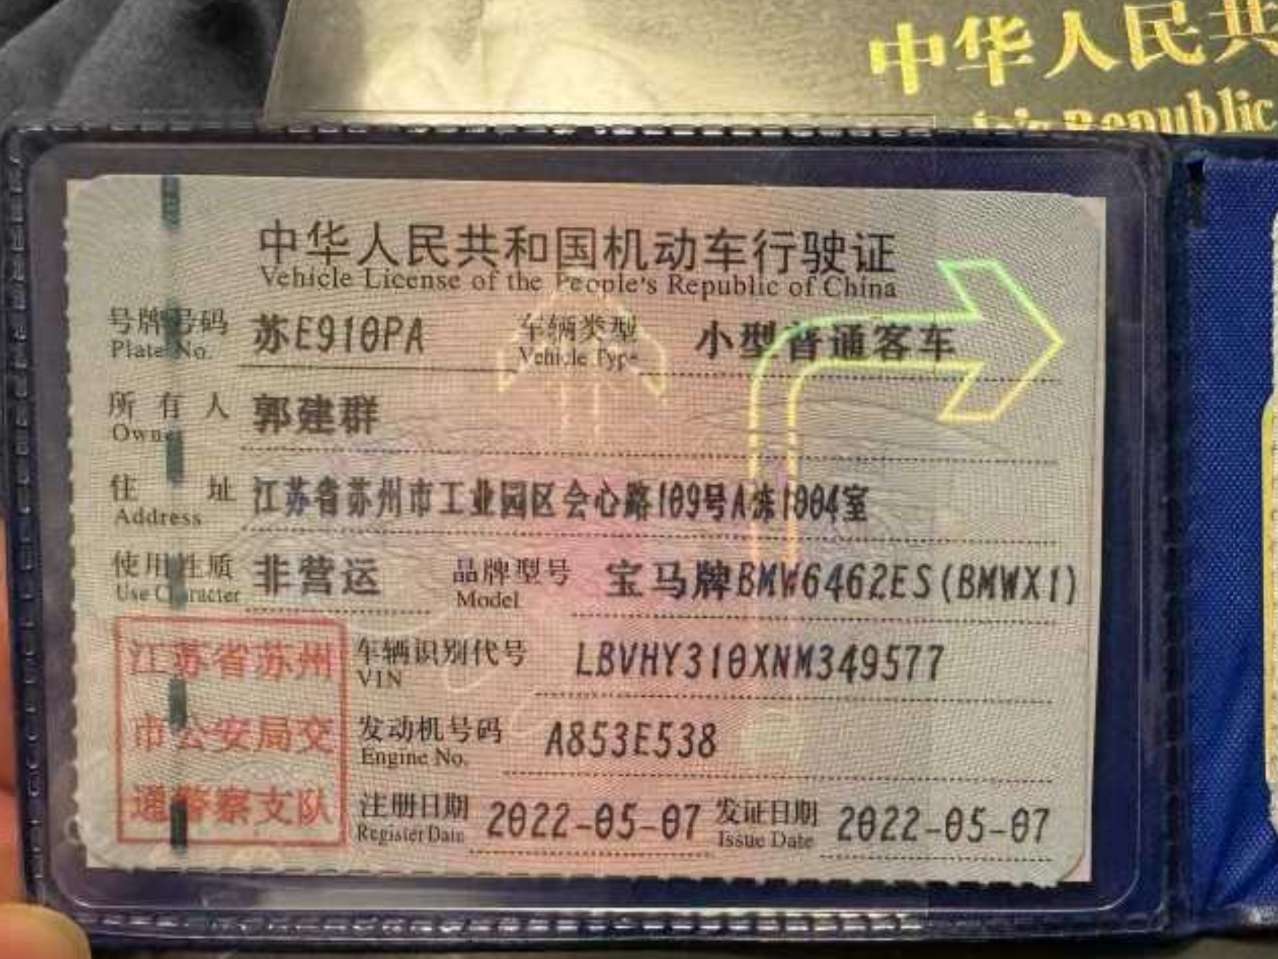 中华人民共
Republic
中华人民共和国机动车行驶证
Vehicle License of the People's Republic of China
号牌号码 苏E910PA 车辆类型 小型普通客车
Plate No. Vehicle Type
所有人 郭建群
Owner
住址 江苏省苏州市工业园区会心路109号A幢1004室
Address
使用性质 非营运 品牌型号 宝马牌BMW6462ES(BMWX1)
Use Character Model
江苏省苏州 车辆识别代号 LBVHY310XNM349577
VIN
市公安局交 发动机号码 A853E538
Engine No.
通警察支队 注册日期 2022-05-07 发证日期 2022-05-07
Register Date Issue Date